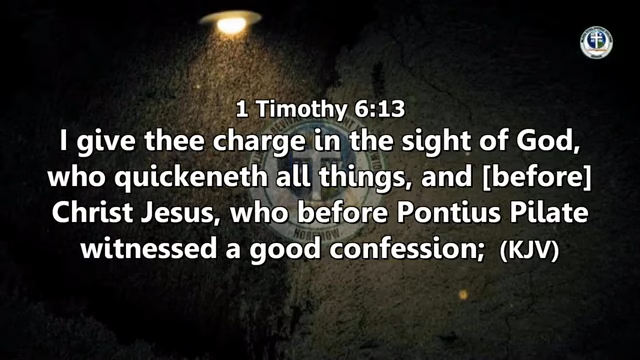 1 Timothy 6:13
I give thee charge in the sight of God,
who quickeneth all things, and [before]
Christ Jesus, who before Pontius Pilate
witnessed a good confession; (KJV)